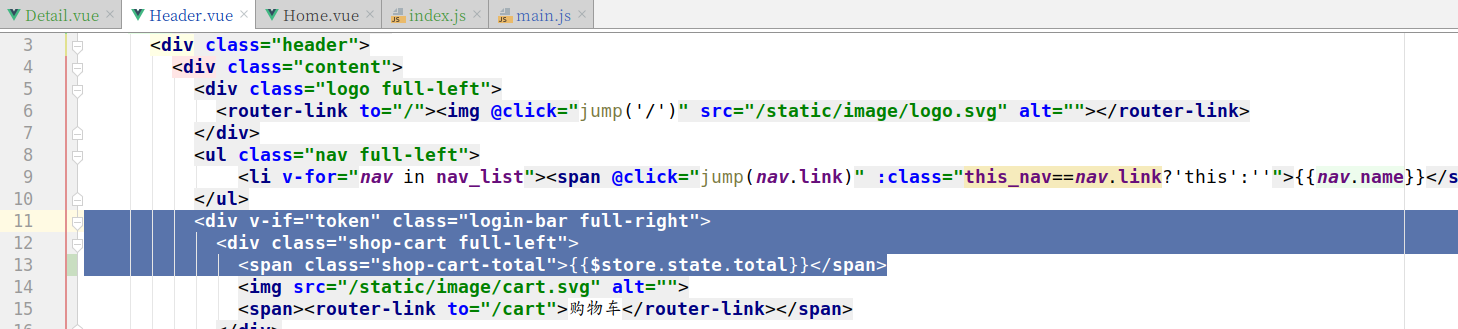 Detail.vue × Header.vue × Home.vue × index.js × main.js ×
3 <div class="header">
4 <div class="content">
5 <div class="logo full-left">
6 <router-link to="/"><img @click="jump('/')" src="/static/image/logo.svg" alt=""></router-link>
7 </div>
8 <ul class="nav full-left">
9 <li v-for="nav in nav_list"><span @click="jump(nav.link)" :class="this_nav==nav.link?'this':''">{{nav.name}}</s
10 </ul>
11 <div v-if="token" class="login-bar full-right">
12 <div class="shop-cart full-left">
13 <span class="shop-cart-total">{{$store.state.total}}</span>
14 <img src="/static/image/cart.svg" alt="">
15 <span><router-link to="/cart">购物车</router-link></span>
16 </div>